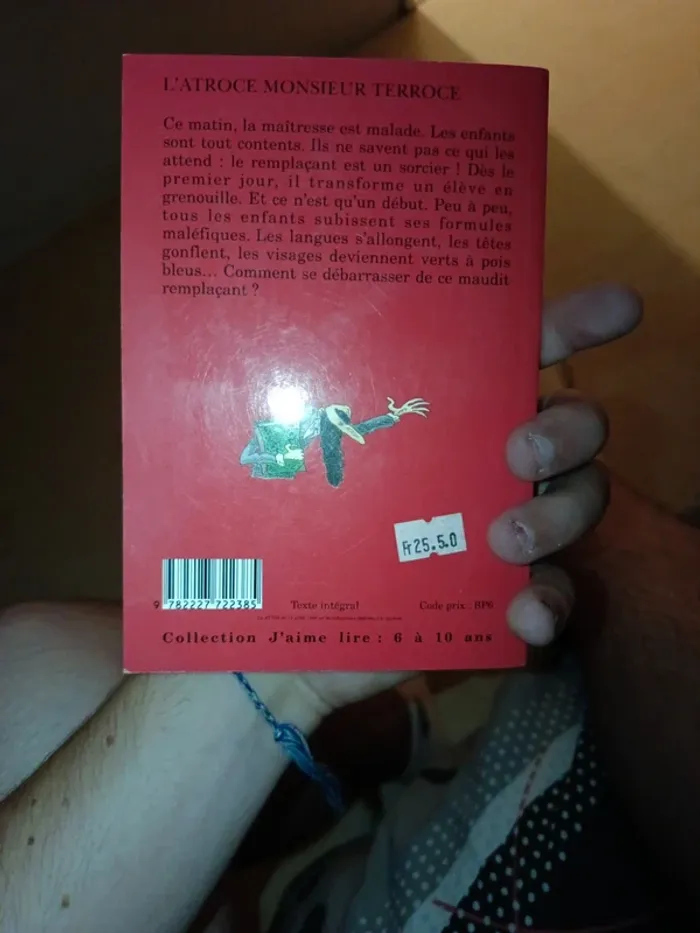 L'ATROCE MONSIEUR TERROCE
Ce matin, la maîtresse est malade. Les enfants
sont tout contents. Ils ne savent pas ce qui les
attend : le remplaçant est un sorcier ! Dès le
premier jour, il transforme un élève en
grenouille. Et ce n'est qu'un début. Peu à peu,
tous les enfants subissent ses formules
maléfiques. Les langues s'allongent, les têtes
gonflent, les visages deviennent verts à pois
bleus... Comment se débarrasser de ce maudit
remplaçant ?
Fr 25.50
9 782227 722385
Texte intégral
Code prix : BP6
Collection J'aime lire : 6 à 10 ans